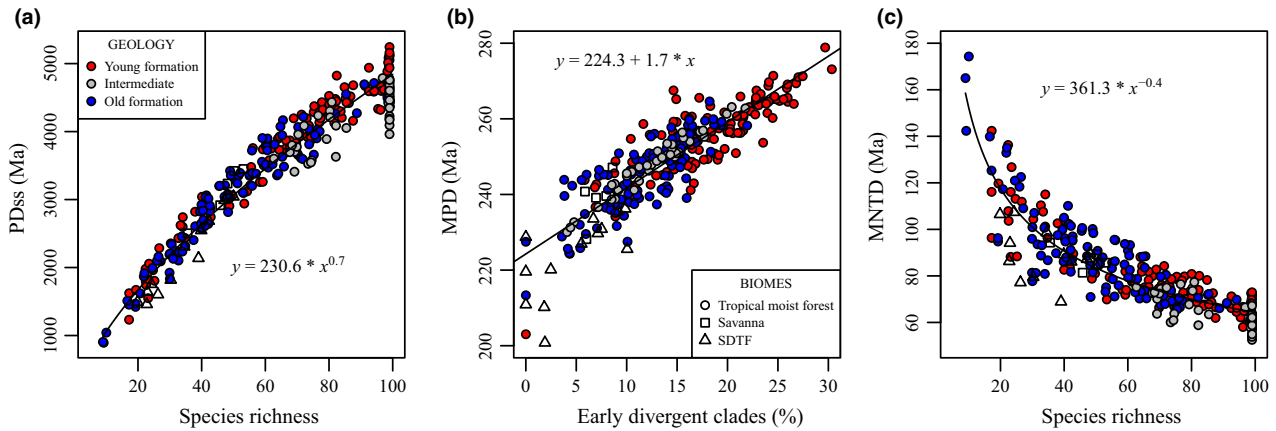 (a)
GEOLOGY
Young formation
Intermediate
Old formation
y = 230.6 * x^0.7
PDss (Ma)
1000 2000 3000 4000 5000
20 40 60 80 100
Species richness
(b)
y = 224.3 + 1.7 * x
BIOMES
Tropical moist forest
Savanna
SDTF
MPD (Ma)
200 220 240 260 280
0 5 10 15 20 25 30
Early divergent clades (%)
(c)
y = 361.3 * x^−0.4
MNTD (Ma)
60 80 100 120 140 160 180
20 40 60 80 100
Species richness